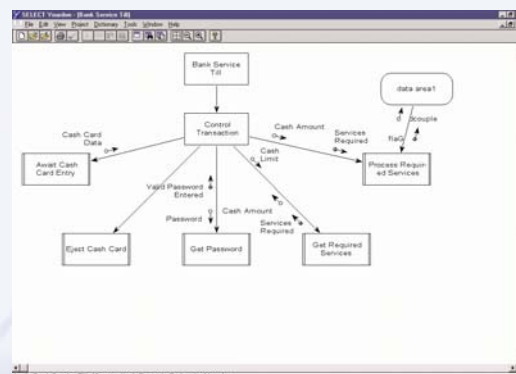 SELECT Yourdon - [Bank Service Till]
File Edit View Project Dictionary Tools Window Help
Bank Service
Till
data area1
d
dcouple
flaG
Control
Transaction
Cash Amount
Services
Required
Cash Card
Data
Cash
Limit
Await Cash
Card Entry
Process Requir-
ed Services
Valid Password
Entered
Password
Cash Amount
Services
Required
Eject Cash Card
Get Password
Get Required
Services